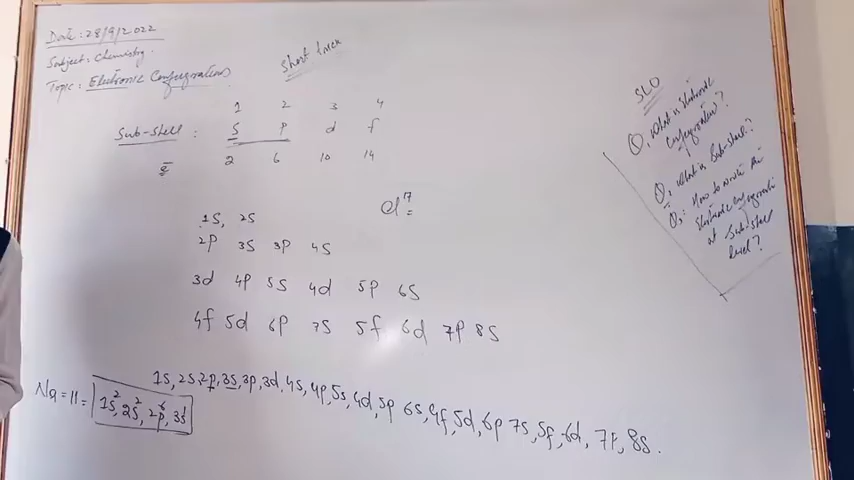 Date: 28/9/2022
Subject: Chemistry.
Topic: Electronic Configuration
Short trick
1 2 3 4
Sub-shell : S P d f
e̅ 2 6 10 14
d⁷
1S, 2S
2P 3S 3P 4S
3d 4P 5S 4d 5P 6S
4f 5d 6P 7S 5f 6d 7P 8S
1S, 2S, 2P, 3S, 3P, 3d, 4S, 4P, 5S, 4d, 5P 6S, 4f, 5d, 6P 7S, 5f, 6d, 7P, 8S.
Na = 11 = 1S², 2S², 2P⁶, 3S¹
SLO
Q, what is Electronic
configuration?
Q₂ what is Sub-shell?
Q₃: How to write the
Electronic configuration
at Sub-shell
level?